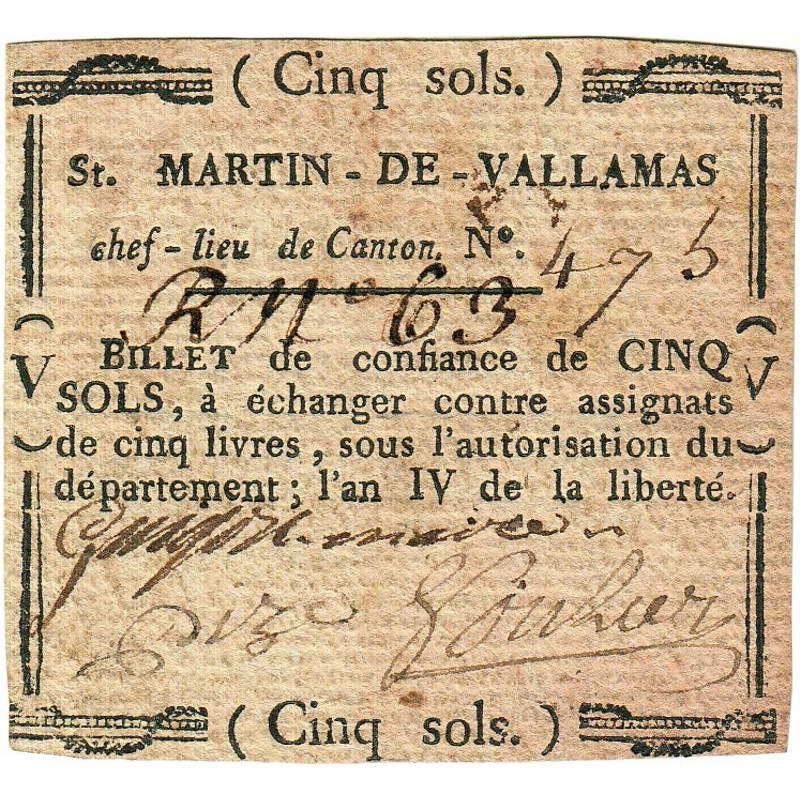 ( Cinq sols. )
St. MARTIN - DE - VALLAMAS
chef - lieu de Canton. N°. 475
R N° 63
V BILLET de confiance de CINQ V
SOLS, à échanger contre assignats
de cinq livres, sous l'autorisation du
département; l'an IV de la liberté.
maire
( Cinq sols. )